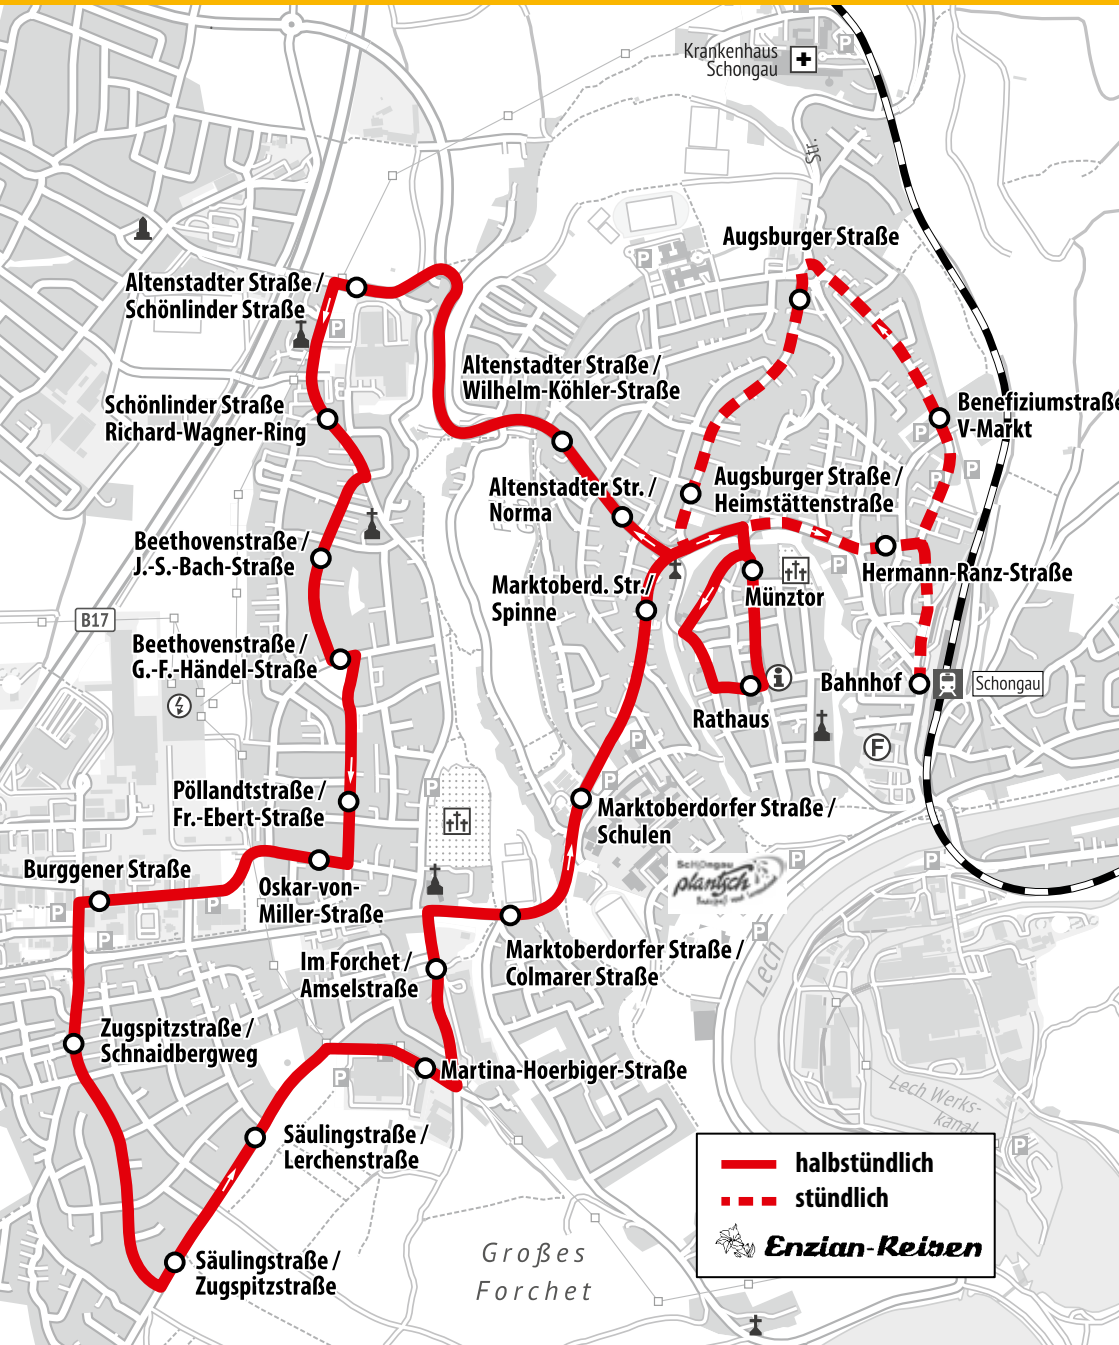 Krankenhaus
Schongau
P
Str.
Augsburger Straße
P
Altenstadter Straße /
Schönlinder Straße
P
Altenstadter Straße /
Wilhelm-Köhler-Straße
Schönlinder Straße
Richard-Wagner-Ring
Benefiziumstraße
V-Markt
P
P
P
Augsburger Straße /
Heimstättenstraße
Altenstadter Str. /
Norma
Beethovenstraße /
J.-S.-Bach-Straße
P
Hermann-Ranz-Straße
Marktoberd. Str./
Spinne
Münztor
B17
Beethovenstraße /
G.-F.-Händel-Straße
i
Bahnhof
Schongau
Rathaus
P
F
Pöllandtstraße /
Fr.-Ebert-Straße
P
P
Marktoberdorfer Straße /
Schulen
Burggener Straße
Schongau
plantsch
P
P
Oskar-von-
Miller-Straße
P
P
P
P
Marktoberdorfer Straße /
Colmarer Straße
Im Forchet /
Amselstraße
Lech
Zugspitzstraße /
Schnaidbergweg
Martina-Hoerbiger-Straße
P
Lech Werks-
kanal
Säulingstraße /
Lerchenstraße
P
halbstündlich
stündlich
Enzian-Reisen
Säulingstraße /
Zugspitzstraße
Großes
Forchet